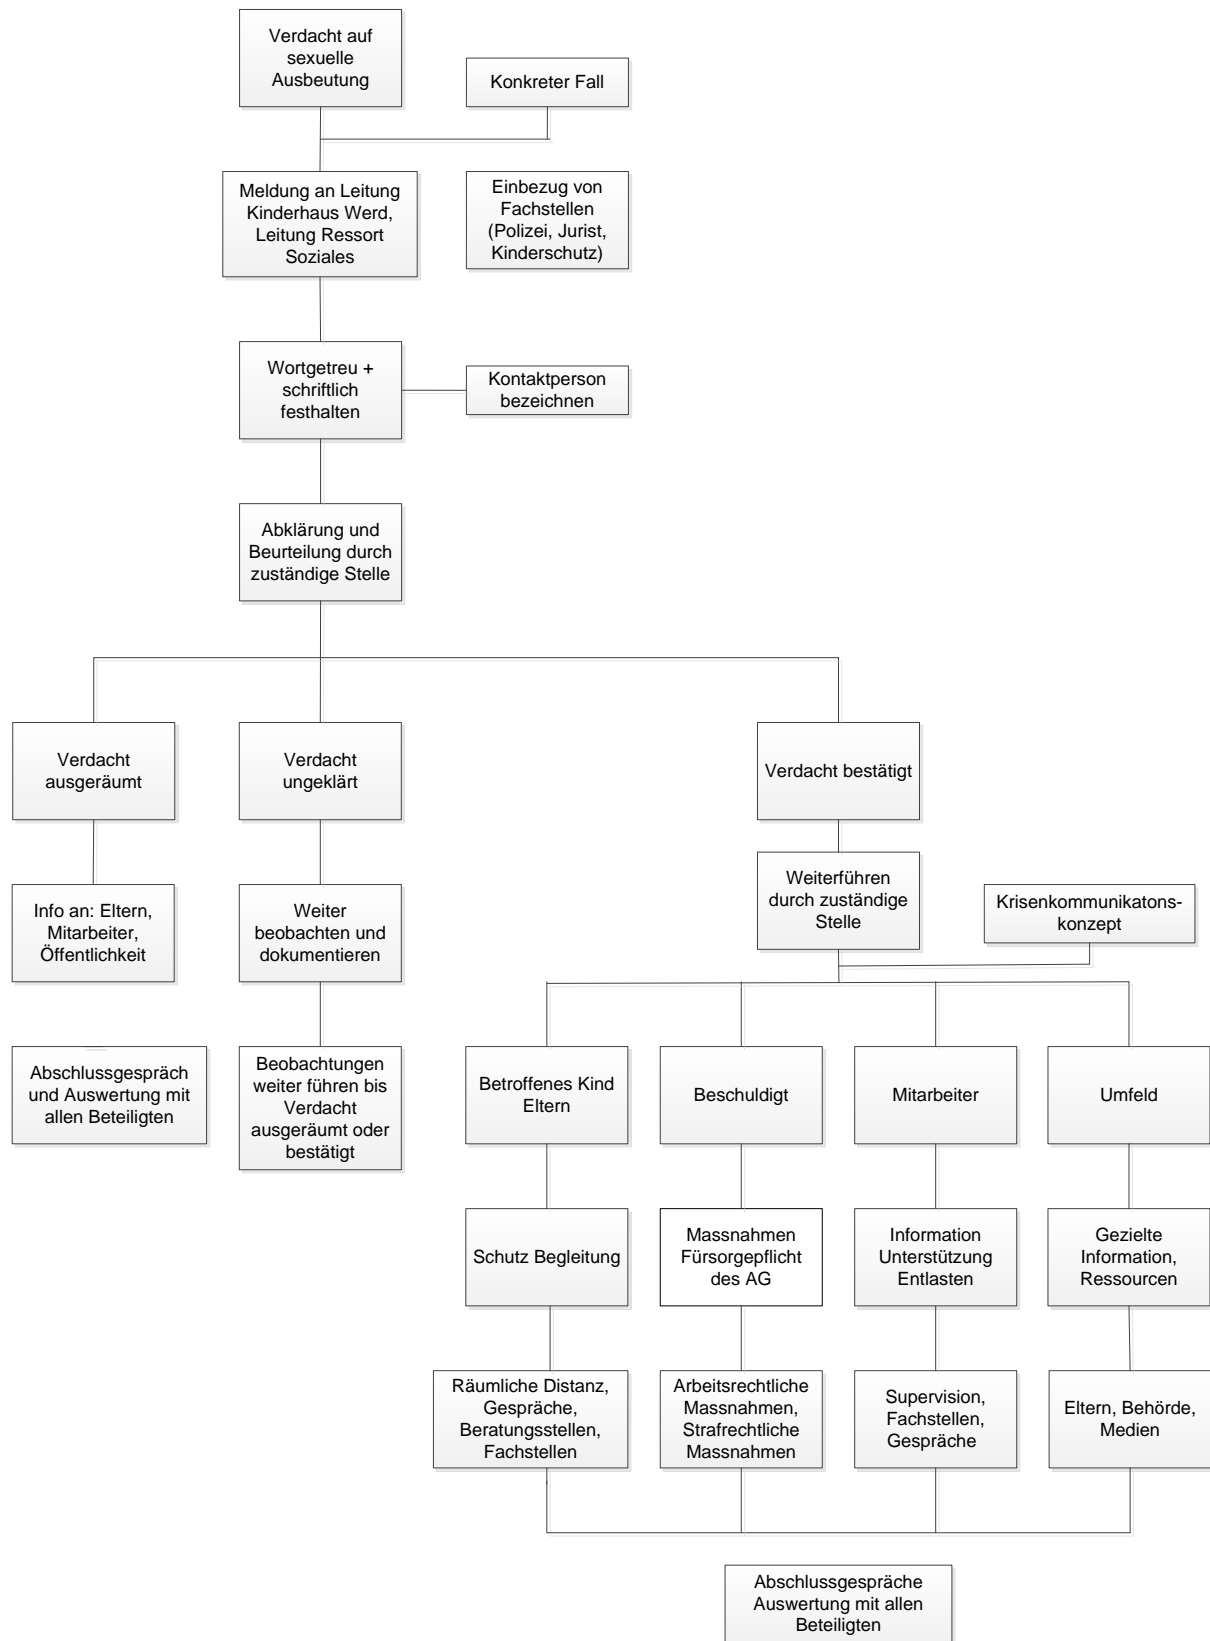 Verdacht auf
sexuelle
Ausbeutung
Konkreter Fall
Meldung an Leitung
Kinderhaus Werd,
Leitung Ressort
Soziales
Einbezug von
Fachstellen
(Polizei, Jurist,
Kinderschutz)
Wortgetreu +
schriftlich
festhalten
Kontaktperson
bezeichnen
Abklärung und
Beurteilung durch
zuständige Stelle
Verdacht
ausgeräumt
Verdacht
ungeklärt
Verdacht bestätigt
Info an: Eltern,
Mitarbeiter,
Öffentlichkeit
Weiter
beobachten und
dokumentieren
Weiterführen
durch zuständige
Stelle
Krisenkommunikatons-
konzept
Abschlussgespräch
und Auswertung mit
allen Beteiligten
Beobachtungen
weiter führen bis
Verdacht
ausgeräumt oder
bestätigt
Betroffenes Kind
Eltern
Beschuldigt
Mitarbeiter
Umfeld
Schutz Begleitung
Massnahmen
Fürsorgepflicht
des AG
Information
Unterstützung
Entlasten
Gezielte
Information,
Ressourcen
Räumliche Distanz,
Gespräche,
Beratungsstellen,
Fachstellen
Arbeitsrechtliche
Massnahmen,
Strafrechtliche
Massnahmen
Supervision,
Fachstellen,
Gespräche
Eltern, Behörde,
Medien
Abschlussgespräche
Auswertung mit allen
Beteiligten